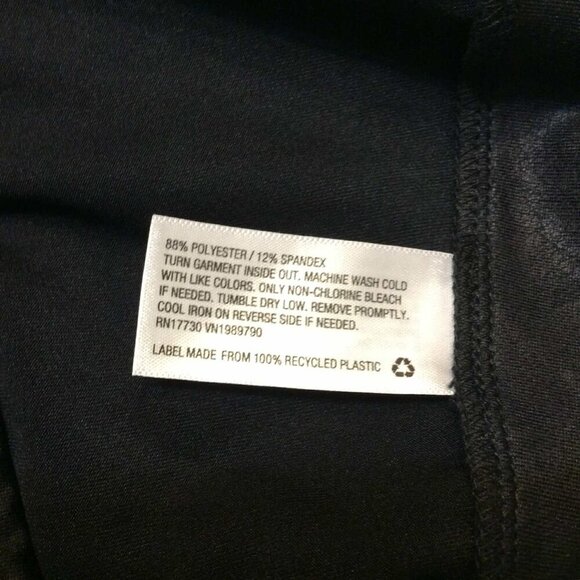 88% POLYESTER / 12% SPANDEX
TURN GARMENT INSIDE OUT. MACHINE WASH COLD
WITH LIKE COLORS. ONLY NON-CHLORINE BLEACH
IF NEEDED. TUMBLE DRY LOW. REMOVE PROMPTLY.
COOL IRON ON REVERSE SIDE IF NEEDED.
RN17730 VN1989790
LABEL MADE FROM 100% RECYCLED PLASTIC